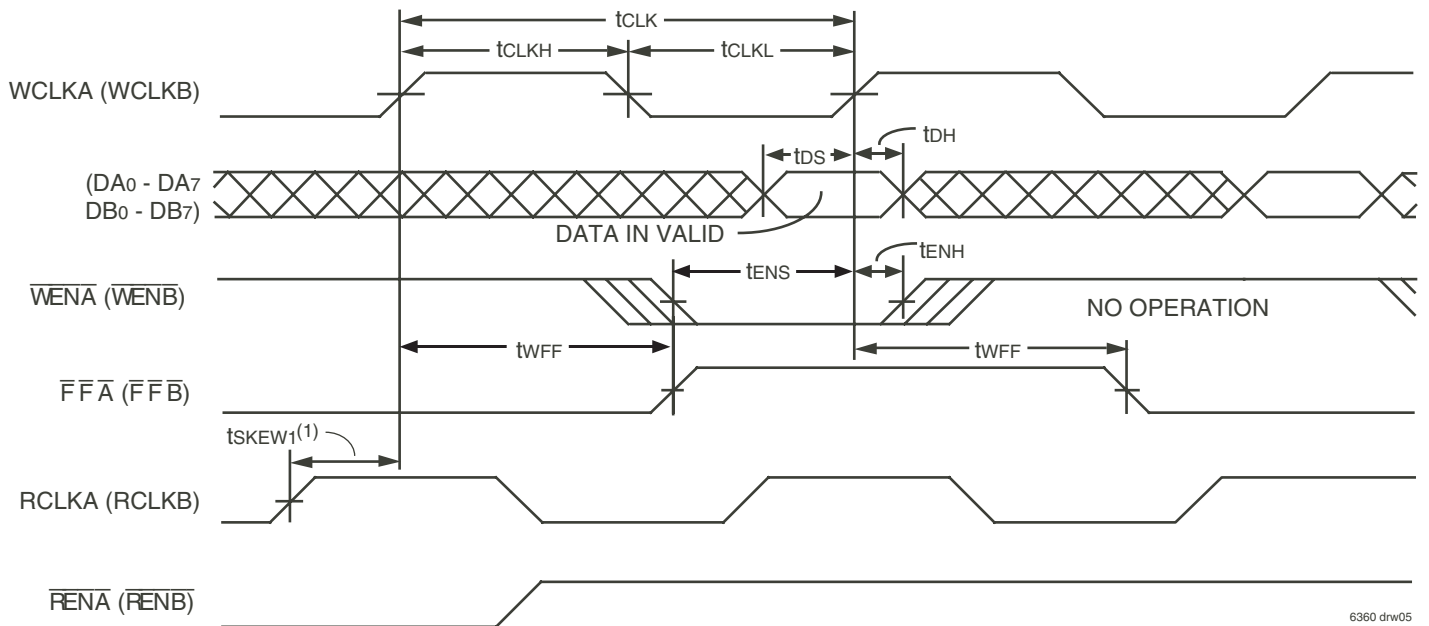 tCLK
tCLKH
tCLKL
WCLKA (WCLKB)
tDH
tDS
(DA0 - DA7
DB0 - DB7)
DATA IN VALID
tENH
tENS
WENA (WENB)
NO OPERATION
tWFF
tWFF
FFA (FFB)
tSKEW1(1)
RCLKA (RCLKB)
RENA (RENB)
6360 drw05